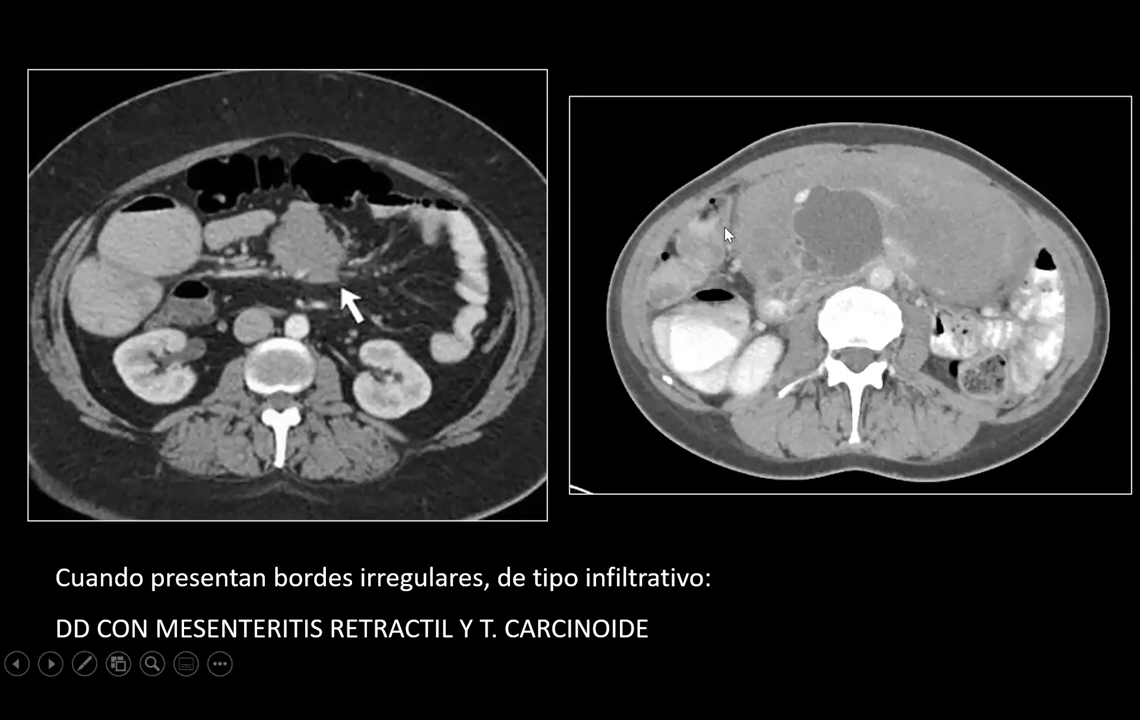 Cuando presentan bordes irregulares, de tipo infiltrativo:
DD CON MESENTERITIS RETRACTIL Y T. CARCINOIDE